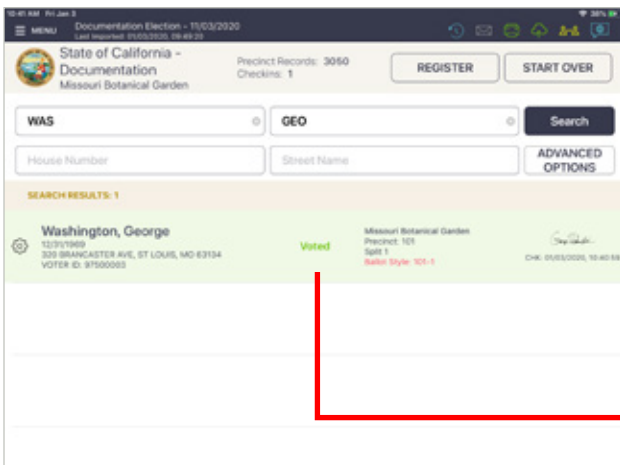 10:41 AM Fri Jan 3
38%
MENU
Documentation Election - 11/03/2020
Last Imported: 01/03/2020, 09:49:20
State of California -
Documentation
Missouri Botanical Garden
Precinct Records: 3050
Checkins: 1
REGISTER
START OVER
WAS
GEO
Search
House Number
Street Name
ADVANCED
OPTIONS
SEARCH RESULTS: 1
Washington, George
12/31/1969
320 BRANCASTER AVE, ST LOUIS, MO 63134
VOTER ID: 97500003
Voted
Missouri Botanical Garden
Precinct: 101
Split 1
Ballot Style: 101-1
CHK: 01/03/2020, 10:40:59